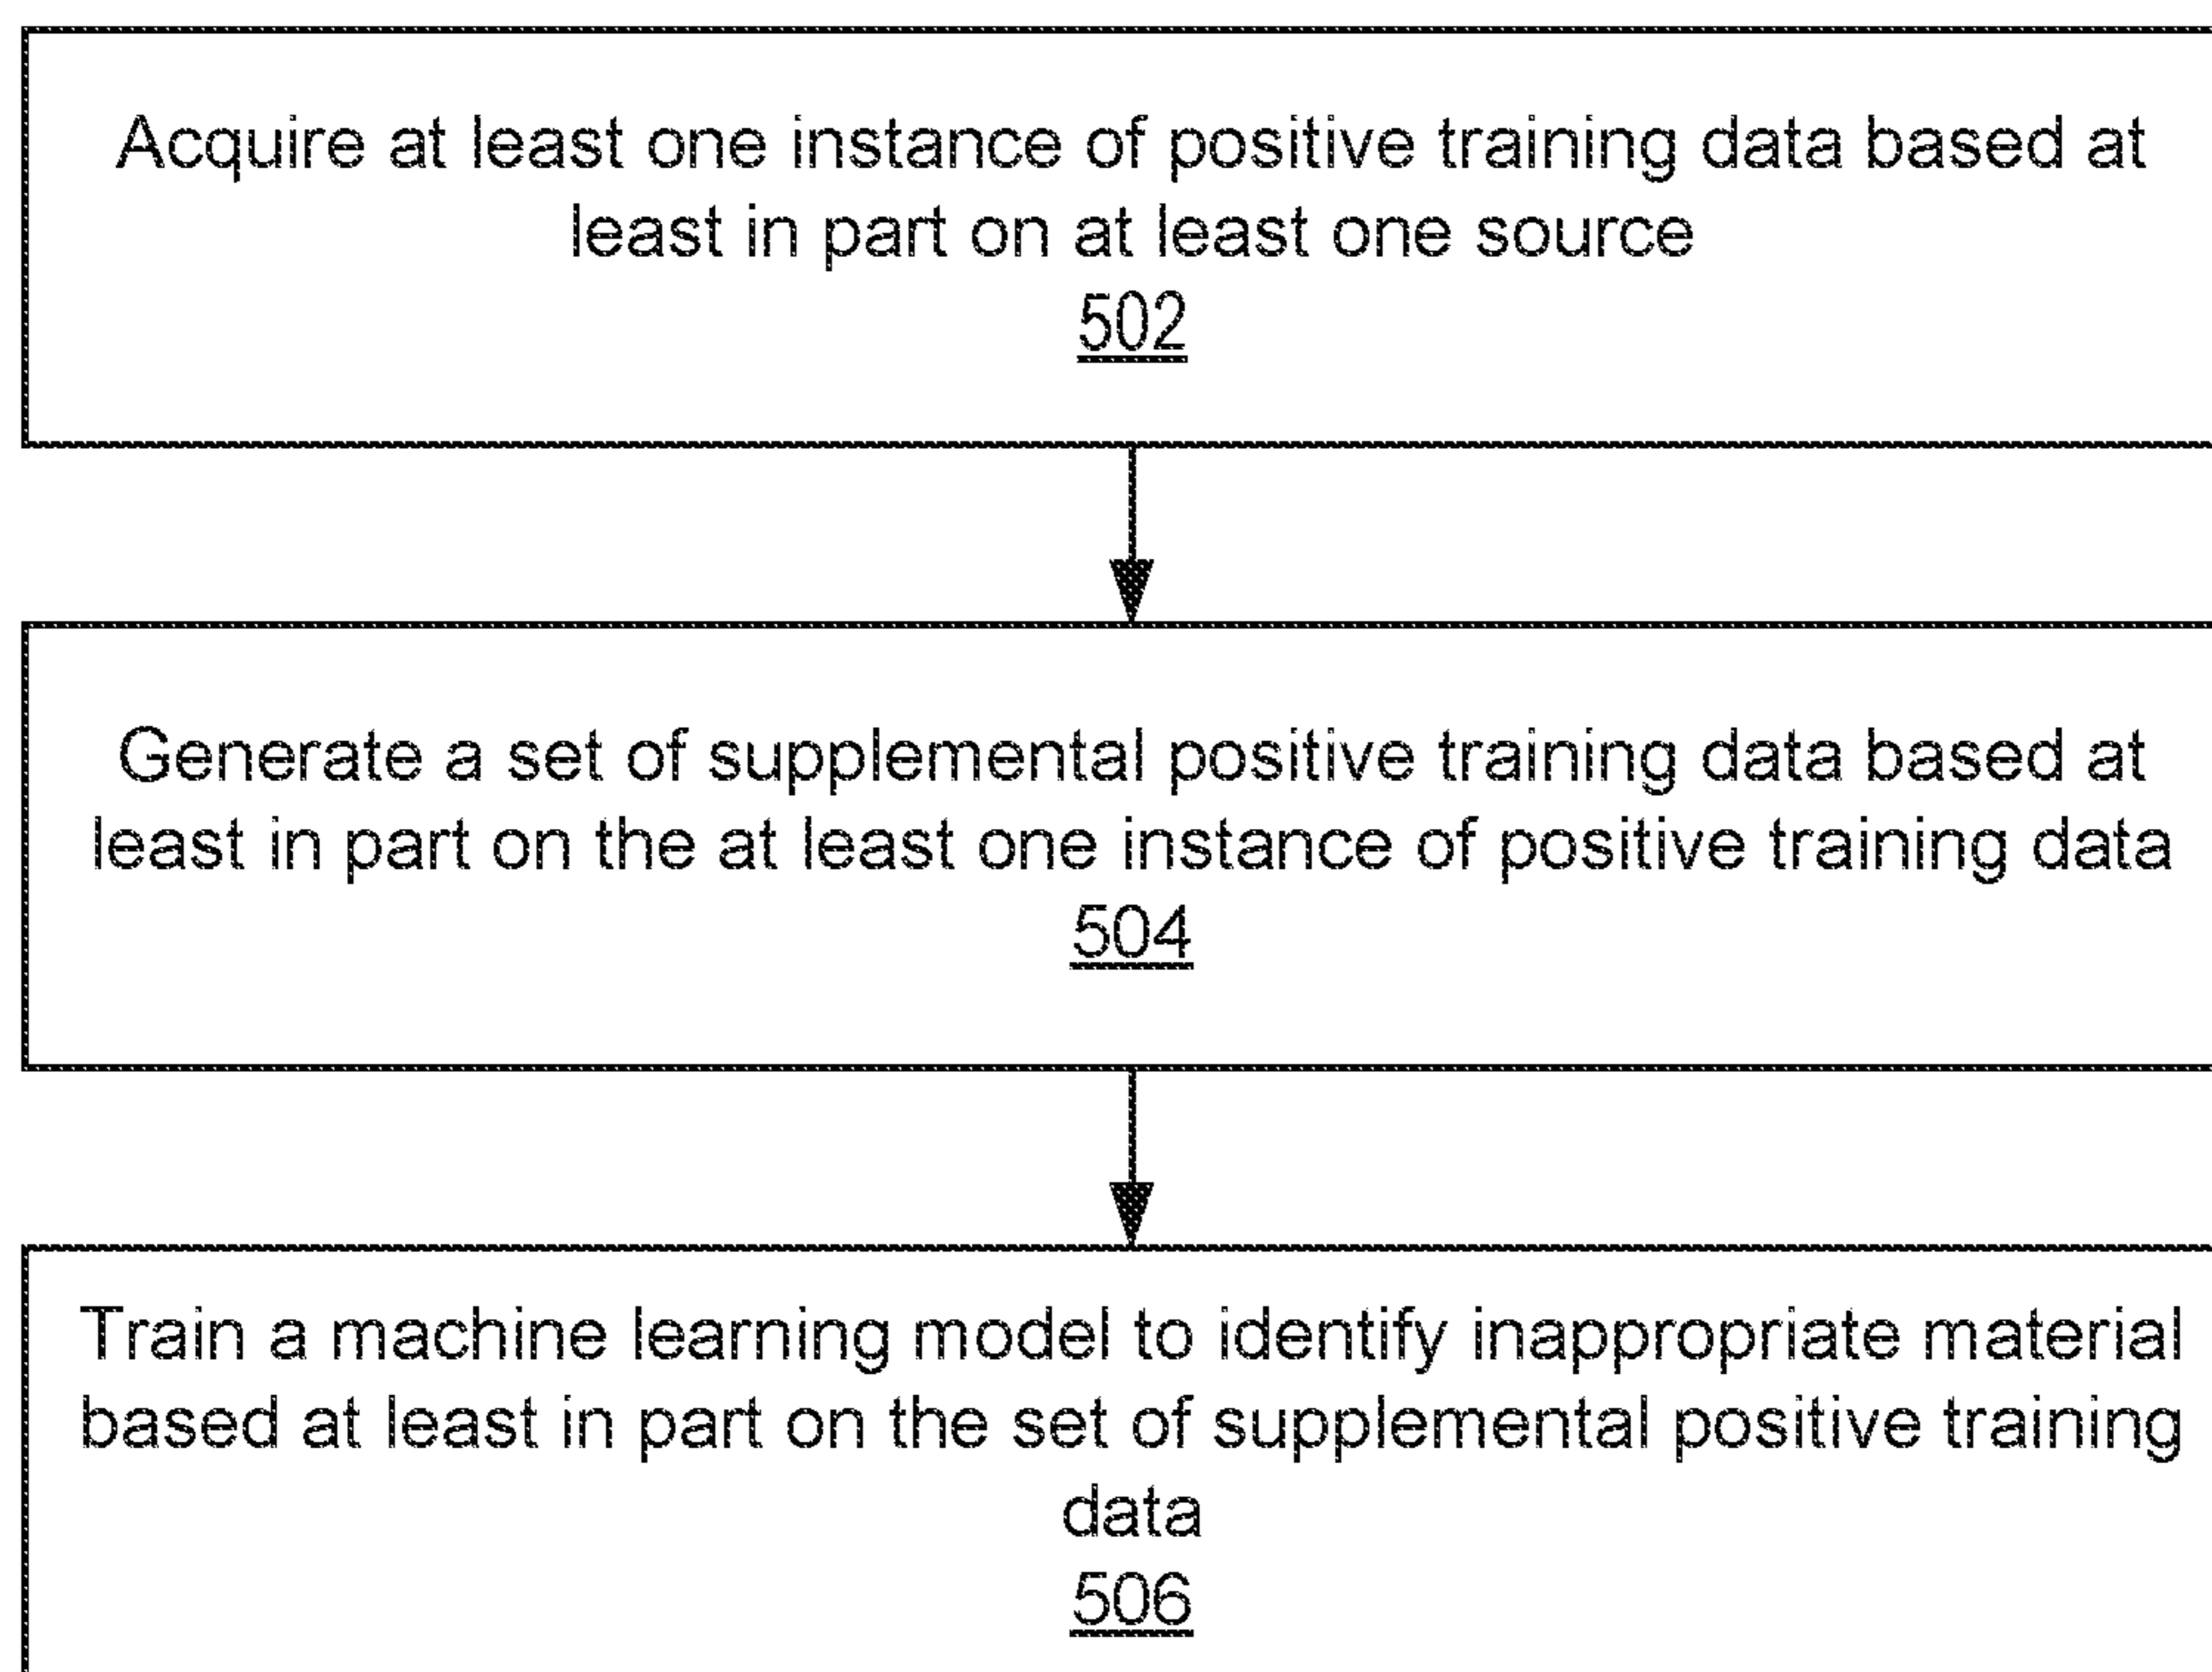 Acquire at least one instance of positive training data based at
least in part on at least one source
502
Generate a set of supplemental positive training data based at
least in part on the at least one instance of positive training data
504
Train a machine learning model to identify inappropriate material
based at least in part on the set of supplemental positive training
data
506